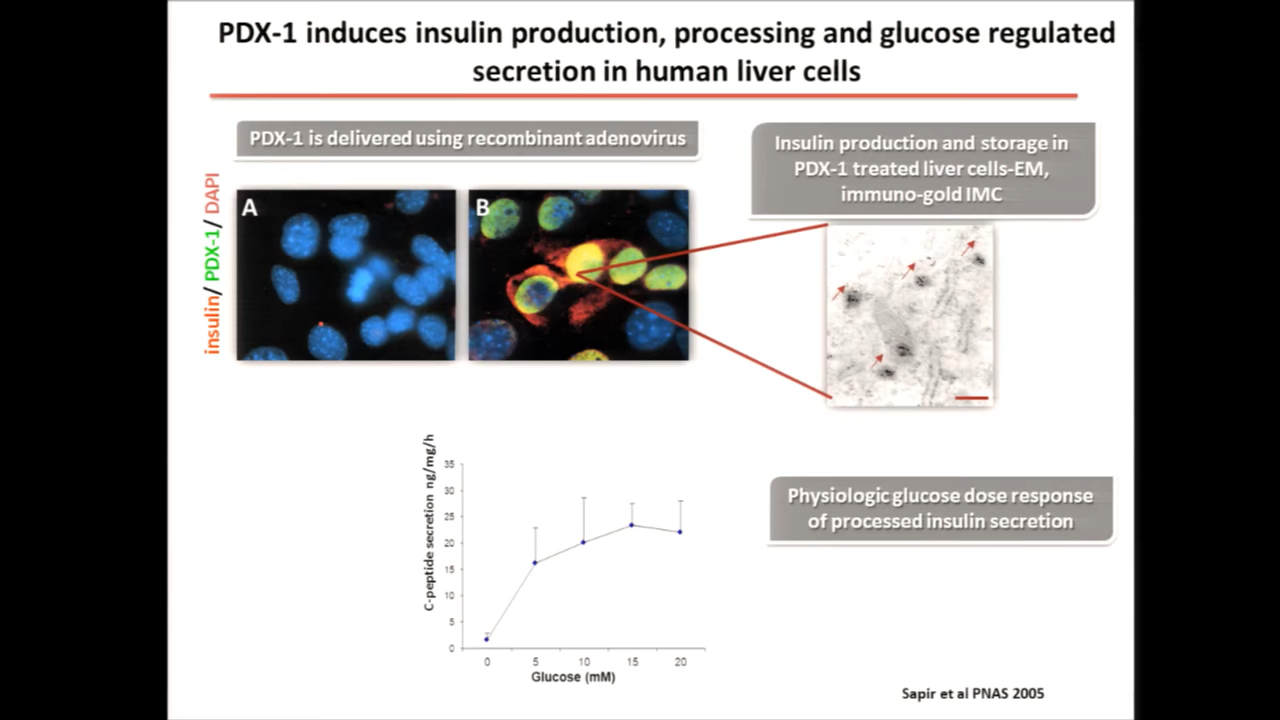 PDX-1 induces insulin production, processing and glucose regulated
secretion in human liver cells
PDX-1 is delivered using recombinant adenovirus
Insulin production and storage in
PDX-1 treated liver cells-EM,
immuno-gold IMC
insulin/ PDX-1/ DAPI
A
B
C-peptide secretion ng/mg/h
35
30
25
20
15
10
5
0
0 5 10 15 20
Glucose (mM)
Physiologic glucose dose response
of processed insulin secretion
Sapir et al PNAS 2005